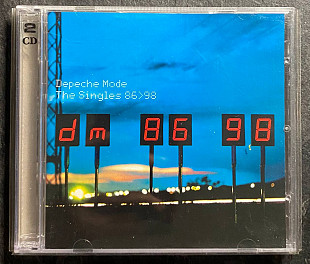 2
CD
Depeche Mode
The Singles 86>98
dm 86 98